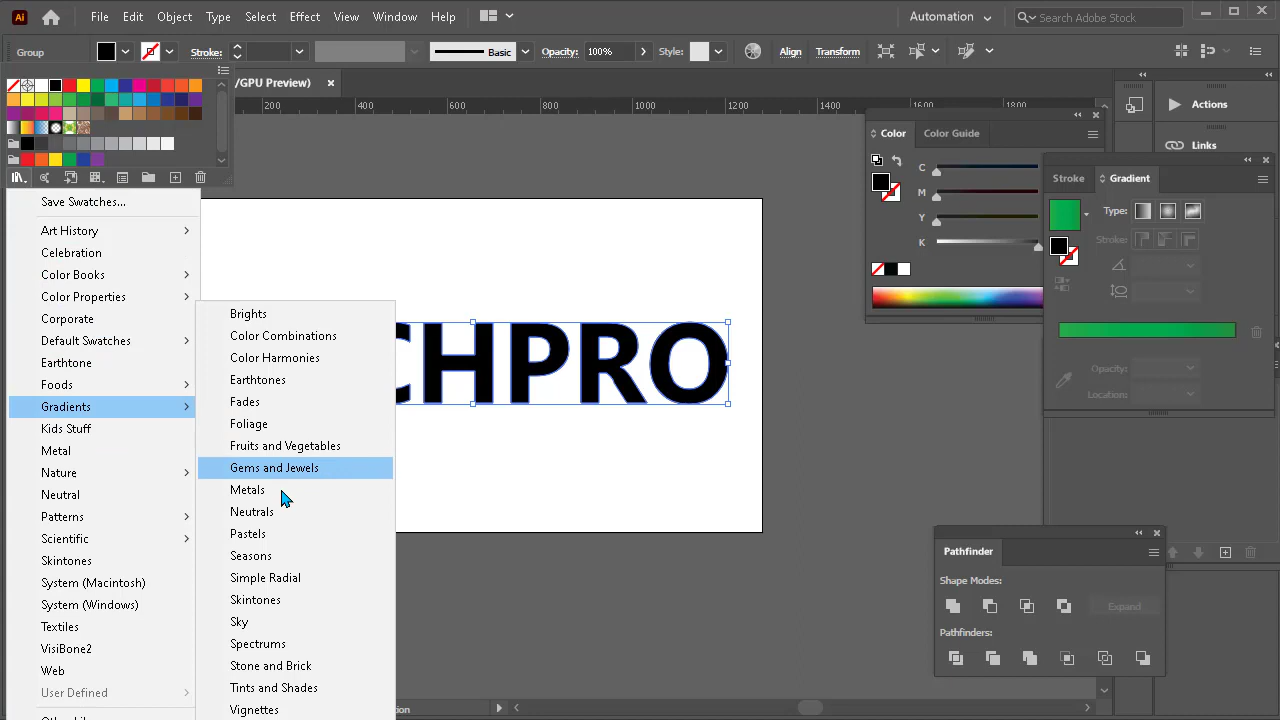 Ai File Edit Object Type Select Effect View Window Help Automation Search Adobe Stock
Group Stroke: Basic Opacity: 100% Style: Align Transform
/GPU Preview) ×
200 400 600 800 1000 1200 1400 1600 1800
Save Swatches...
Art History
Celebration
Color Books
Color Properties
Corporate
Default Swatches
Earthtone
Foods
Gradients
Kids Stuff
Metal
Nature
Neutral
Patterns
Scientific
Skintones
System (Macintosh)
System (Windows)
Textiles
VisiBone2
Web
User Defined
Brights
Color Combinations
Color Harmonies
Earthtones
Fades
Foliage
Fruits and Vegetables
Gems and Jewels
Metals
Neutrals
Pastels
Seasons
Simple Radial
Skintones
Sky
Spectrums
Stone and Brick
Tints and Shades
Vignettes
CHPRO
Color Color Guide
C
M
Y
K
Actions
Links
Stroke Gradient
Type:
Stroke:
Opacity:
Location:
Pathfinder
Shape Modes:
Expand
Pathfinders: